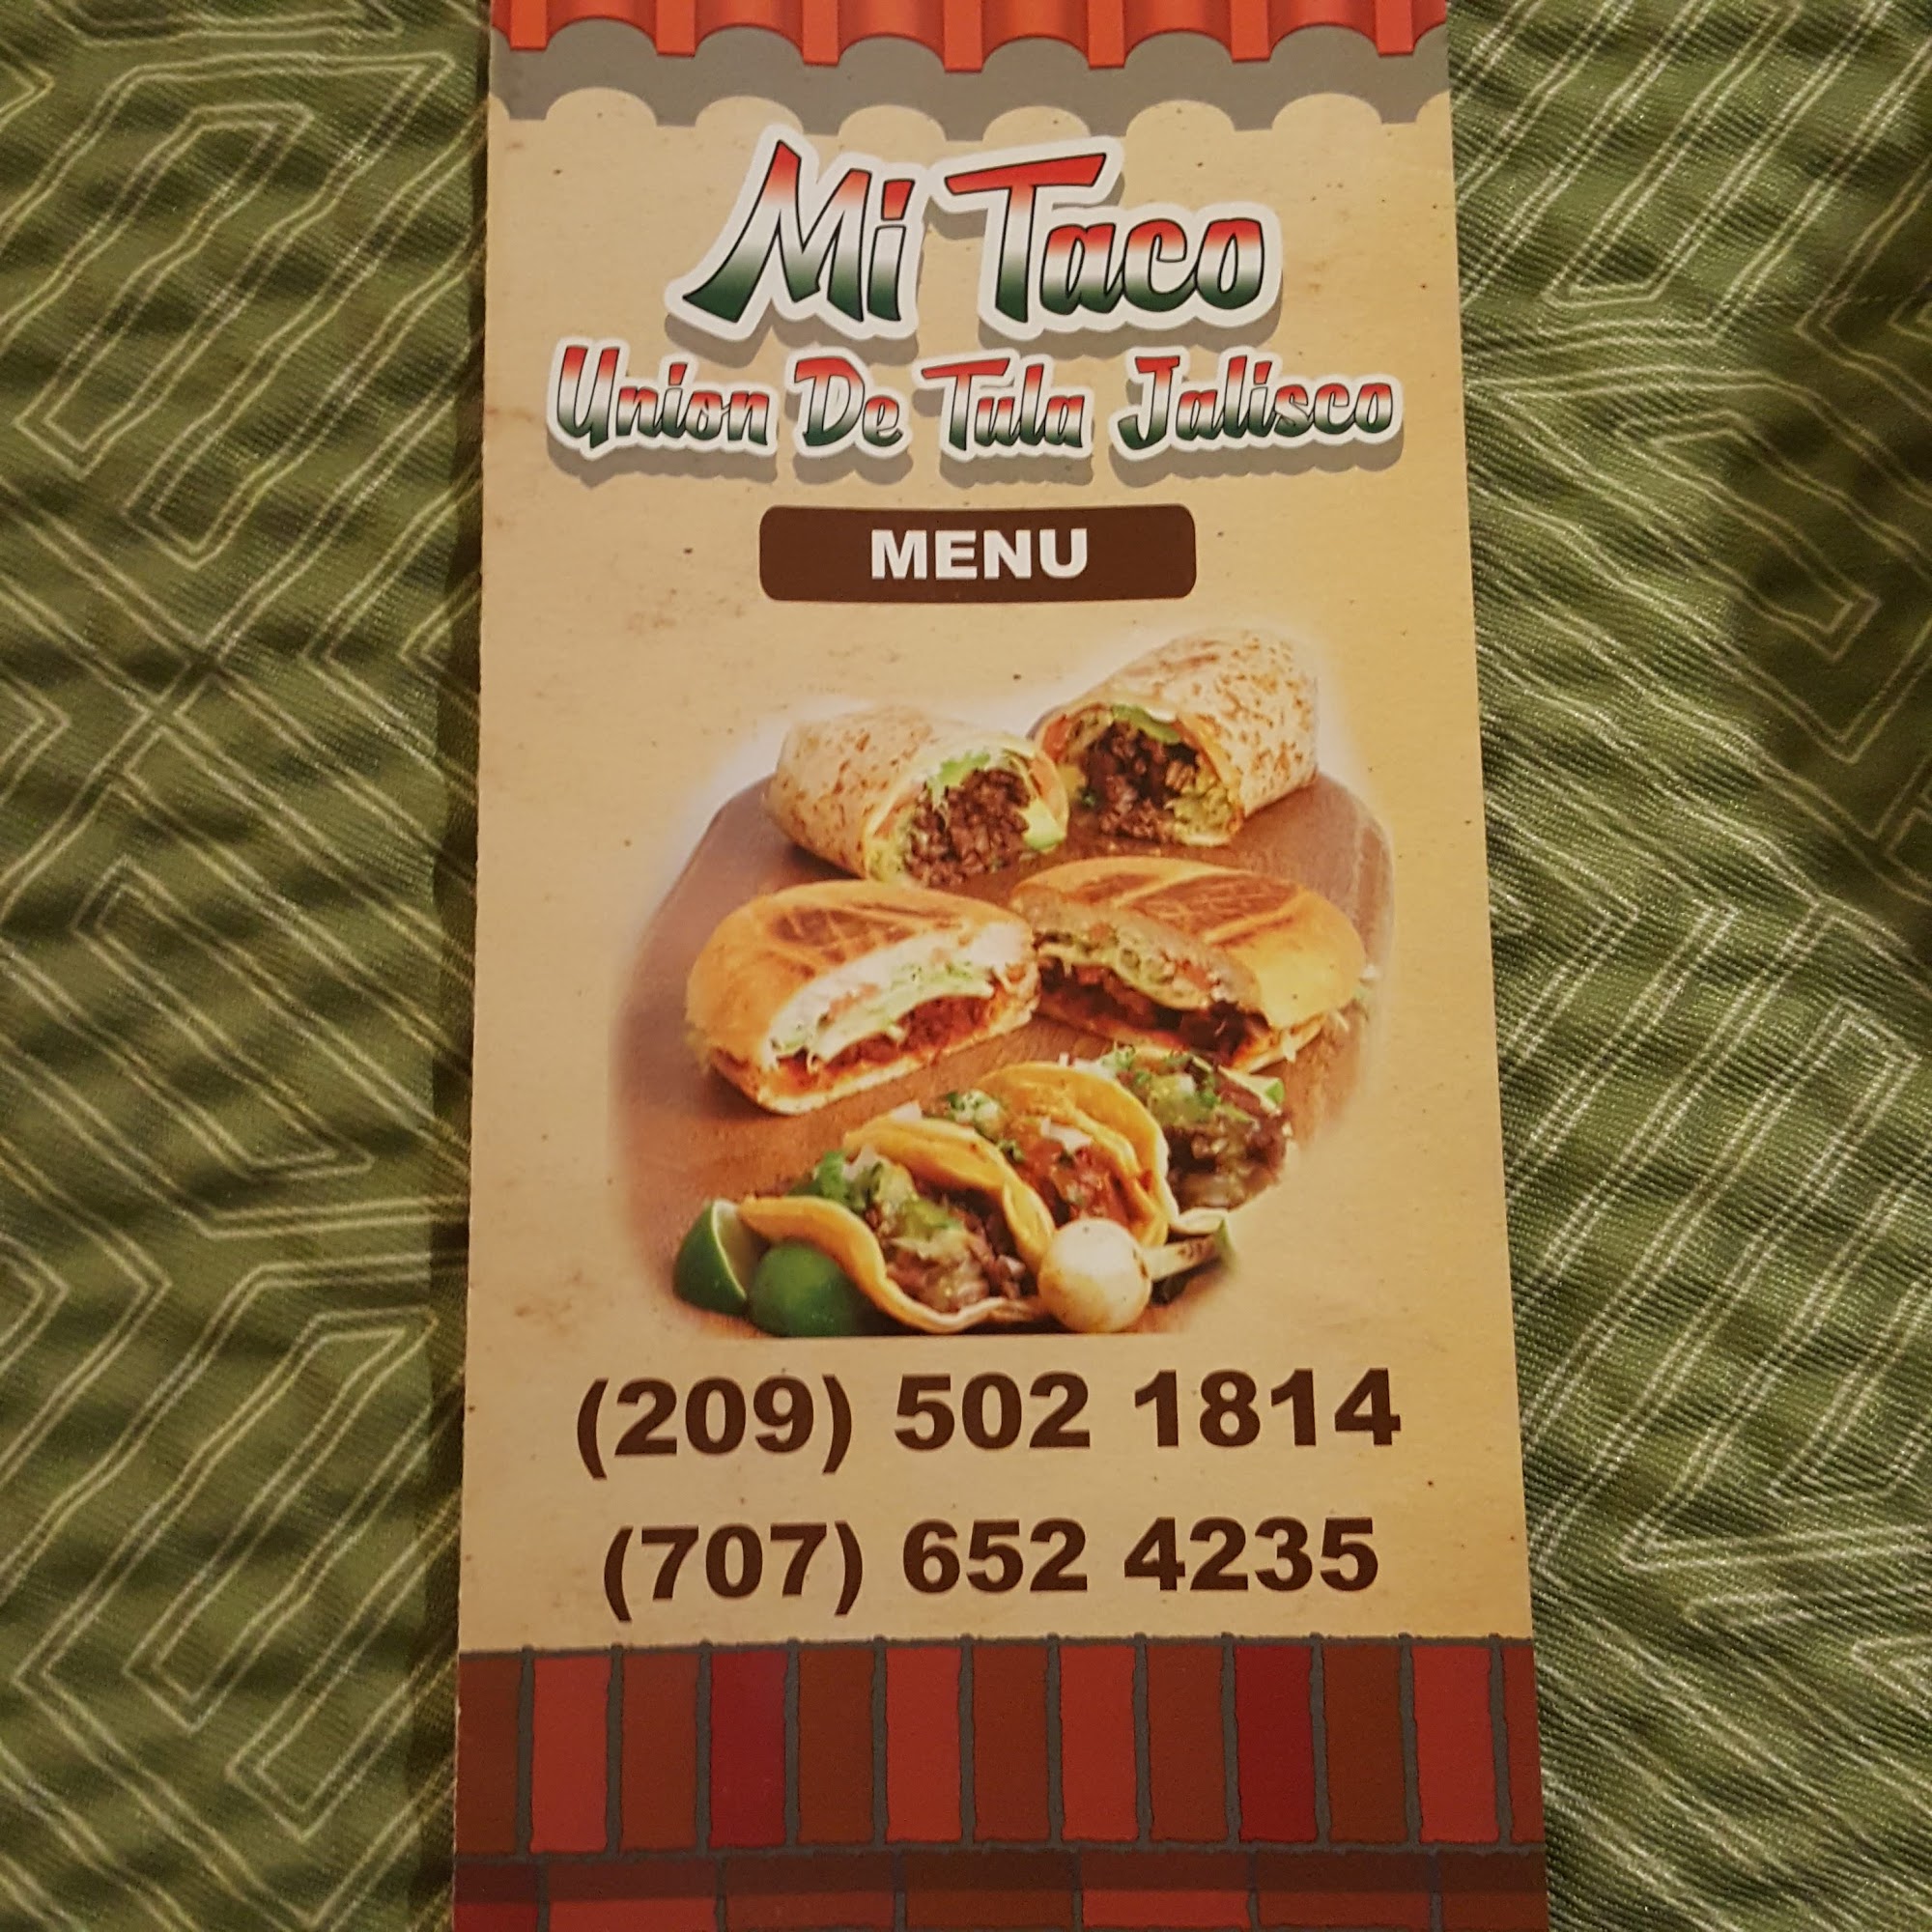 Mi Taco
Union De Tula Jalisco
MENU
(209) 502 1814
(707) 652 4235